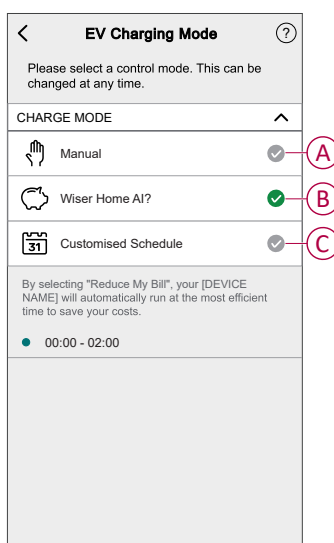 EV Charging Mode
?
Please select a control mode. This can be
changed at any time.
CHARGE MODE
Manual
A
Wiser Home AI?
B
31
Customised Schedule
C
By selecting "Reduce My Bill", your [DEVICE
NAME] will automatically run at the most efficient
time to save your costs.
00:00 - 02:00